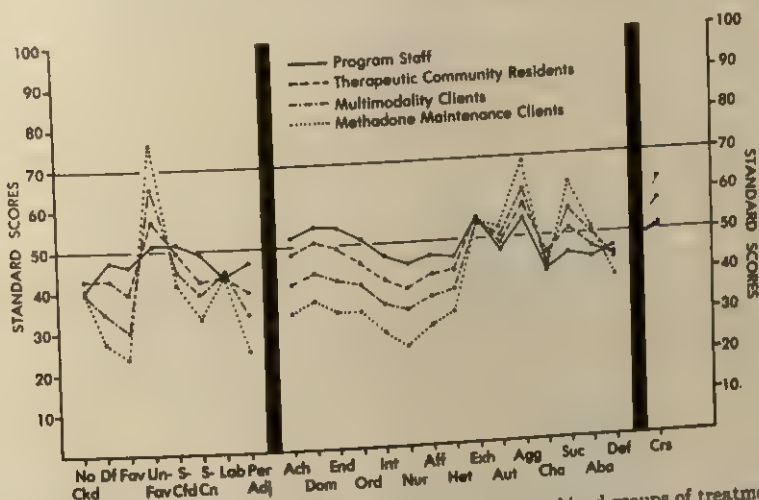 100
90
80
70
60
50
40
30
20
10
STANDARD SCORES
Program Staff
Therapeutic Community Residents
Multimodality Clients
Methadone Maintenance Clients
100
90
80
70
60
50
40
30
20
10
STANDARD SCORES
No Df Fav Un- S- S- Lab Per
Ckd Fav Cfd Cn Adj
Ach End Int Aff Exh Agg Suc Def
Dom Ord Nur Het Aut Cha Aba
Crs
groups of